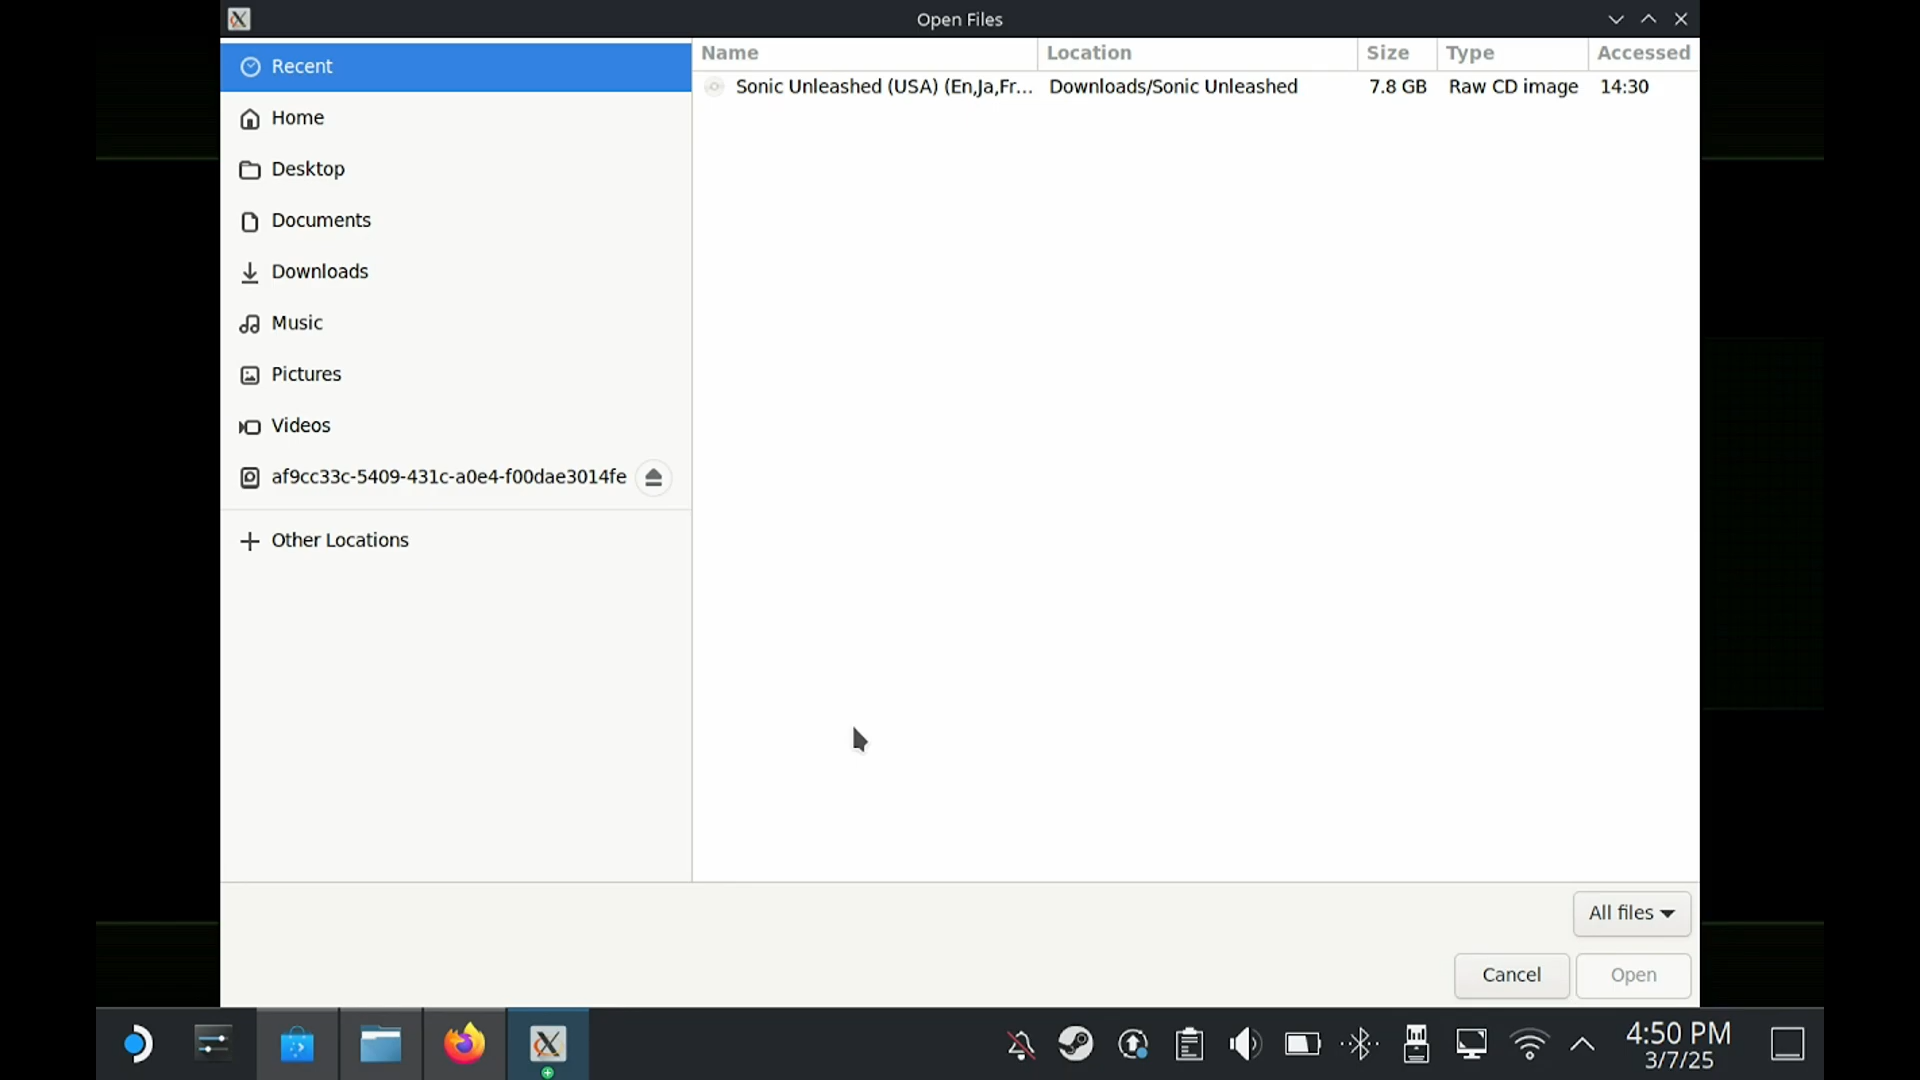 Open Files
Recent
Home
Desktop
Documents
Downloads
Music
Pictures
Videos
af9cc33c-5409-431c-a0e4-f00dae3014fe
Other Locations
Name Location Size Type Accessed
Sonic Unleashed (USA) (En,Ja,Fr... Downloads/Sonic Unleashed 7.8 GB Raw CD image 14:30
All files
Cancel Open
4:50 PM
3/7/25